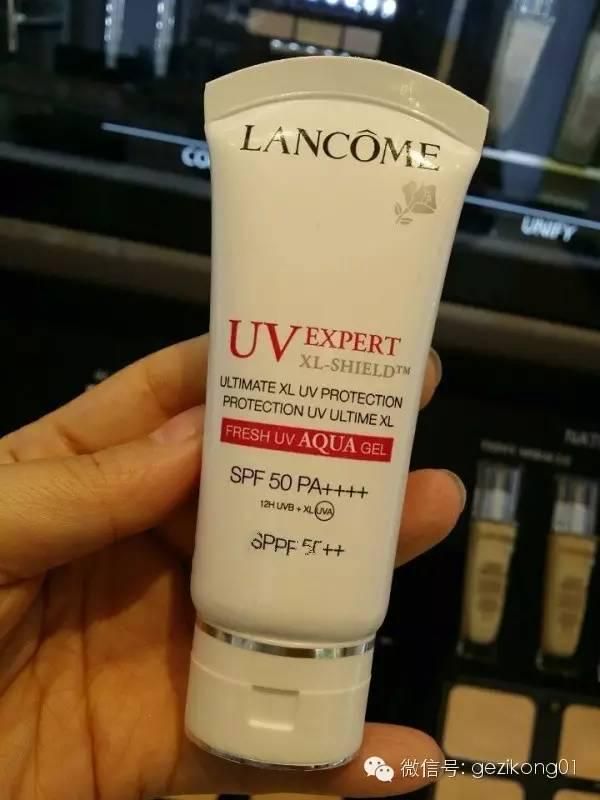 LANCÔME
UV EXPERT
XL-SHIELD™
ULTIMATE XL UV PROTECTION
PROTECTION UV ULTIME XL
FRESH UV AQUA GEL
SPF 50 PA++++
12H UVB + XL UVA
UNIFY
微信号: gezikong01